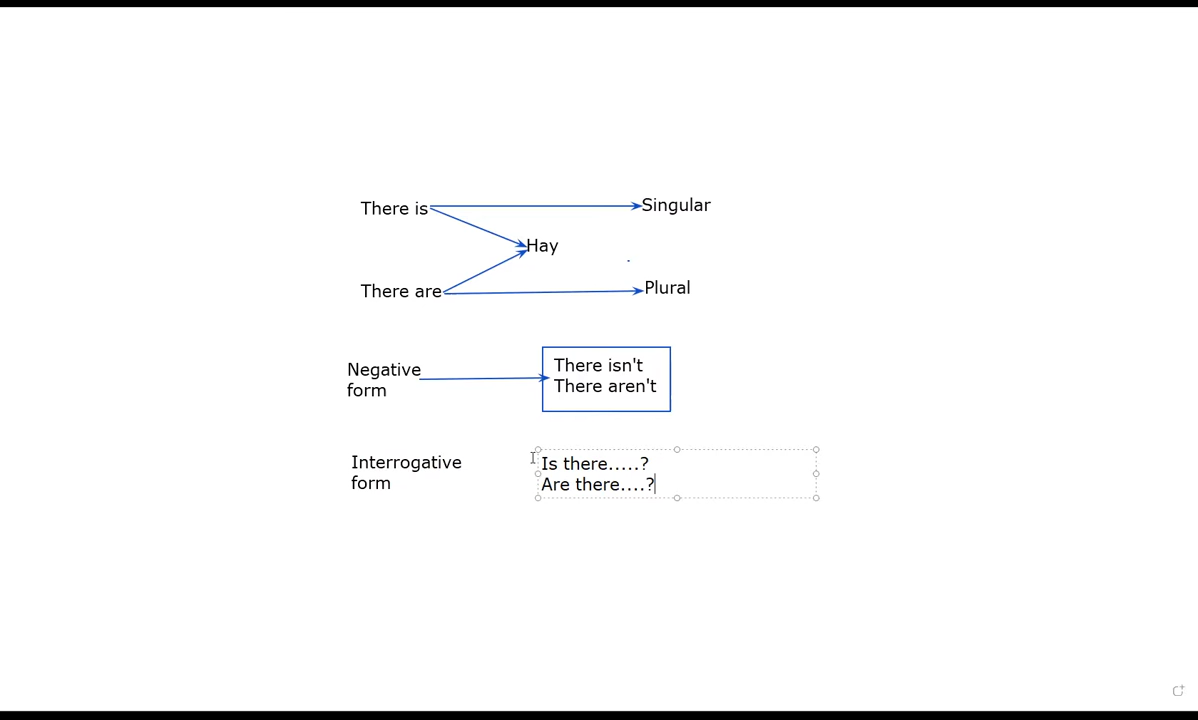 There is
Singular
Hay
There are
Plural
Negative
form
There isn't
There aren't
Interrogative
form
Is there.....?
Are there....?